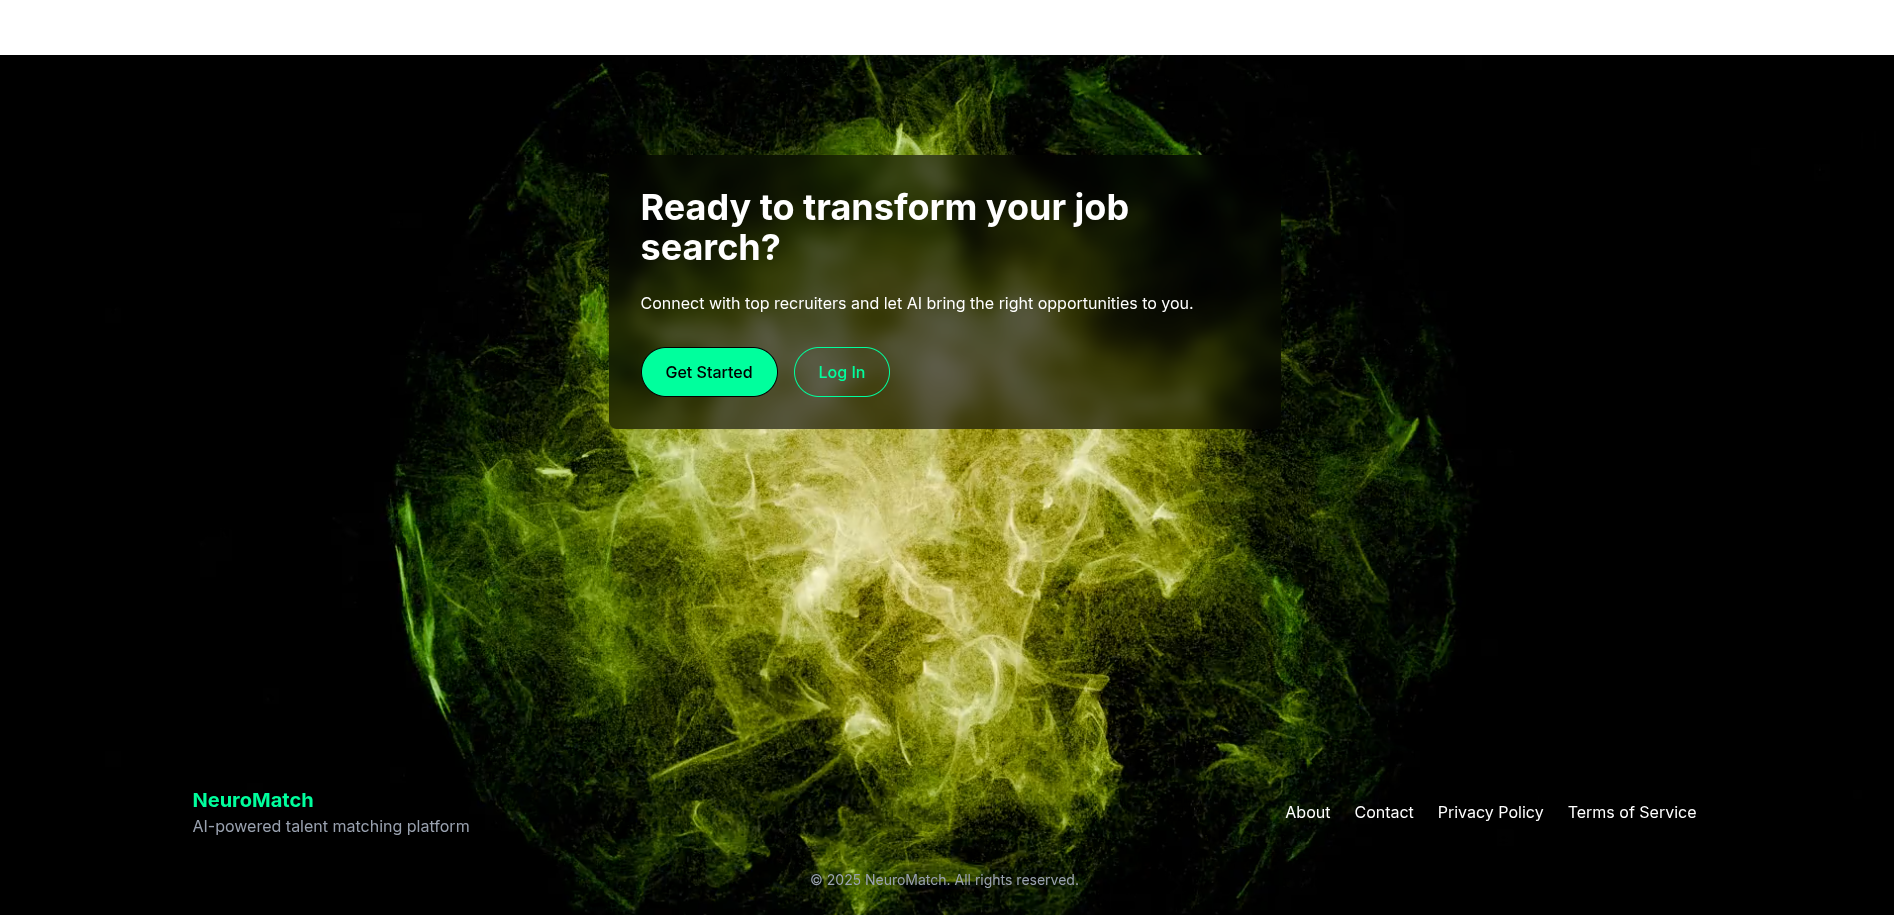 Ready to transform your job
search?
Connect with top recruiters and let AI bring the right opportunities to you.
Get Started
Log In
NeuroMatch
AI-powered talent matching platform
About
Contact
Privacy Policy
Terms of Service
© 2025 NeuroMatch. All rights reserved.